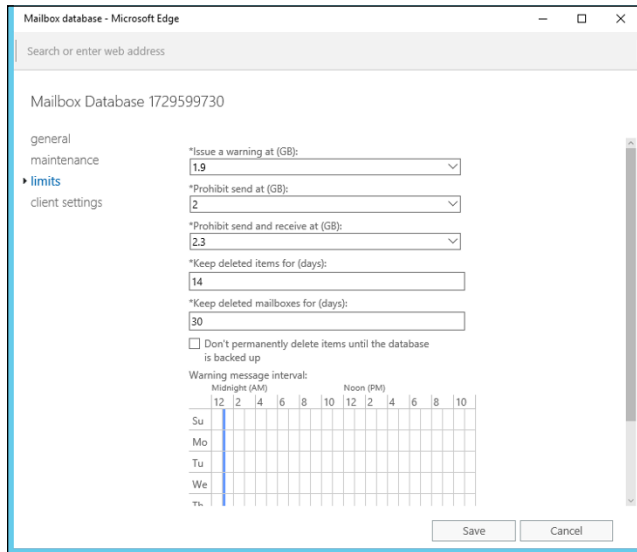 Mailbox database - Microsoft Edge
Search or enter web address
Mailbox Database 1729599730
general
maintenance
limits
client settings
*Issue a warning at (GB):
1.9
*Prohibit send at (GB):
2
*Prohibit send and receive at (GB):
2.3
*Keep deleted items for (days):
14
*Keep deleted mailboxes for (days):
30
Don't permanently delete items until the database
is backed up
Warning message interval:
Midnight (AM) Noon (PM)
12 2 4 6 8 10 12 2 4 6 8 10
Su
Mo
Tu
We
Th
Save Cancel